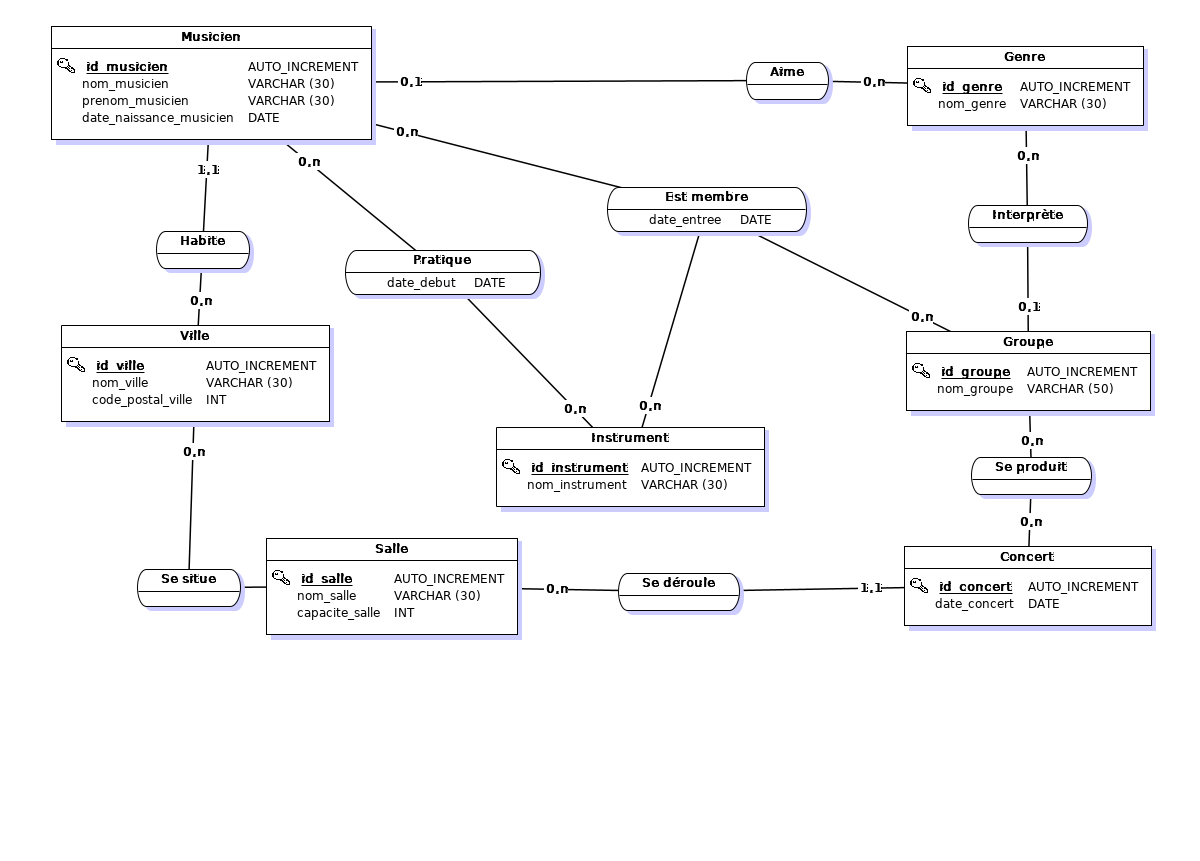 Musicien
id_musicien AUTO_INCREMENT
nom_musicien VARCHAR (30)
prenom_musicien VARCHAR (30)
date_naissance_musicien DATE
0,1
Aime
0,n
Genre
id_genre AUTO_INCREMENT
nom_genre VARCHAR (30)
0,n
0,n
1,1
0,n
Est membre
date_entree DATE
Interprète
Habite
Pratique
date_debut DATE
0,n
0,n
0,1
Ville
id_ville AUTO_INCREMENT
nom_ville VARCHAR (30)
code_postal_ville INT
Groupe
id_groupe AUTO_INCREMENT
nom_groupe VARCHAR (50)
0,n
0,n
0,n
0,n
Instrument
id_instrument AUTO_INCREMENT
nom_instrument VARCHAR (30)
Se produit
0,n
Salle
id_salle AUTO_INCREMENT
nom_salle VARCHAR (30)
capacite_salle INT
Se situe
0,n
Se déroule
1,1
Concert
id_concert AUTO_INCREMENT
date_concert DATE